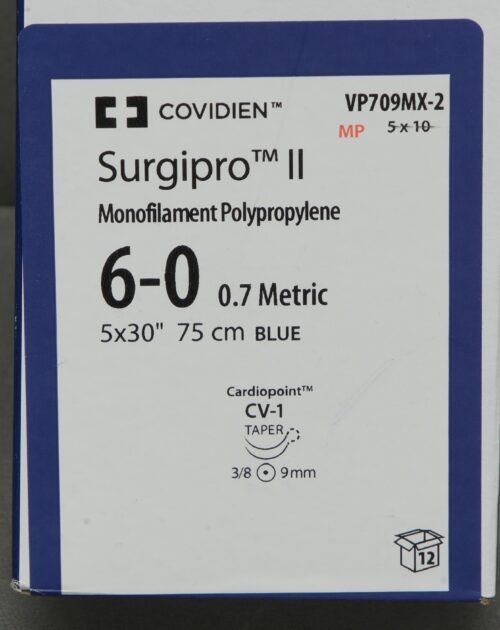 COVIDIEN™
VP709MX-2
MP 5 x 10
Surgipro™ II
Monofilament Polypropylene
6-0 0.7 Metric
5x30" 75 cm BLUE
Cardiopoint™
CV-1
TAPER
3/8 9mm
12